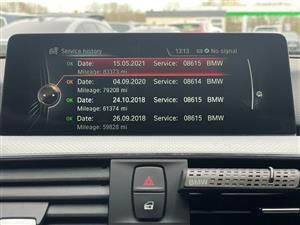 Service history
13:13 No signal
OK Date: 15.05.2021 Service: 08615 BMW
Mileage: 83373 mi
OK Date: 04.09.2020 Service: 08614 BMW
Mileage: 79208 mi
OK Date: 24.10.2018 Service: 08615 BMW
Mileage: 61374 mi
OK Date: 26.09.2018 Service: 08615 BMW
Mileage: 59828 mi
BMW